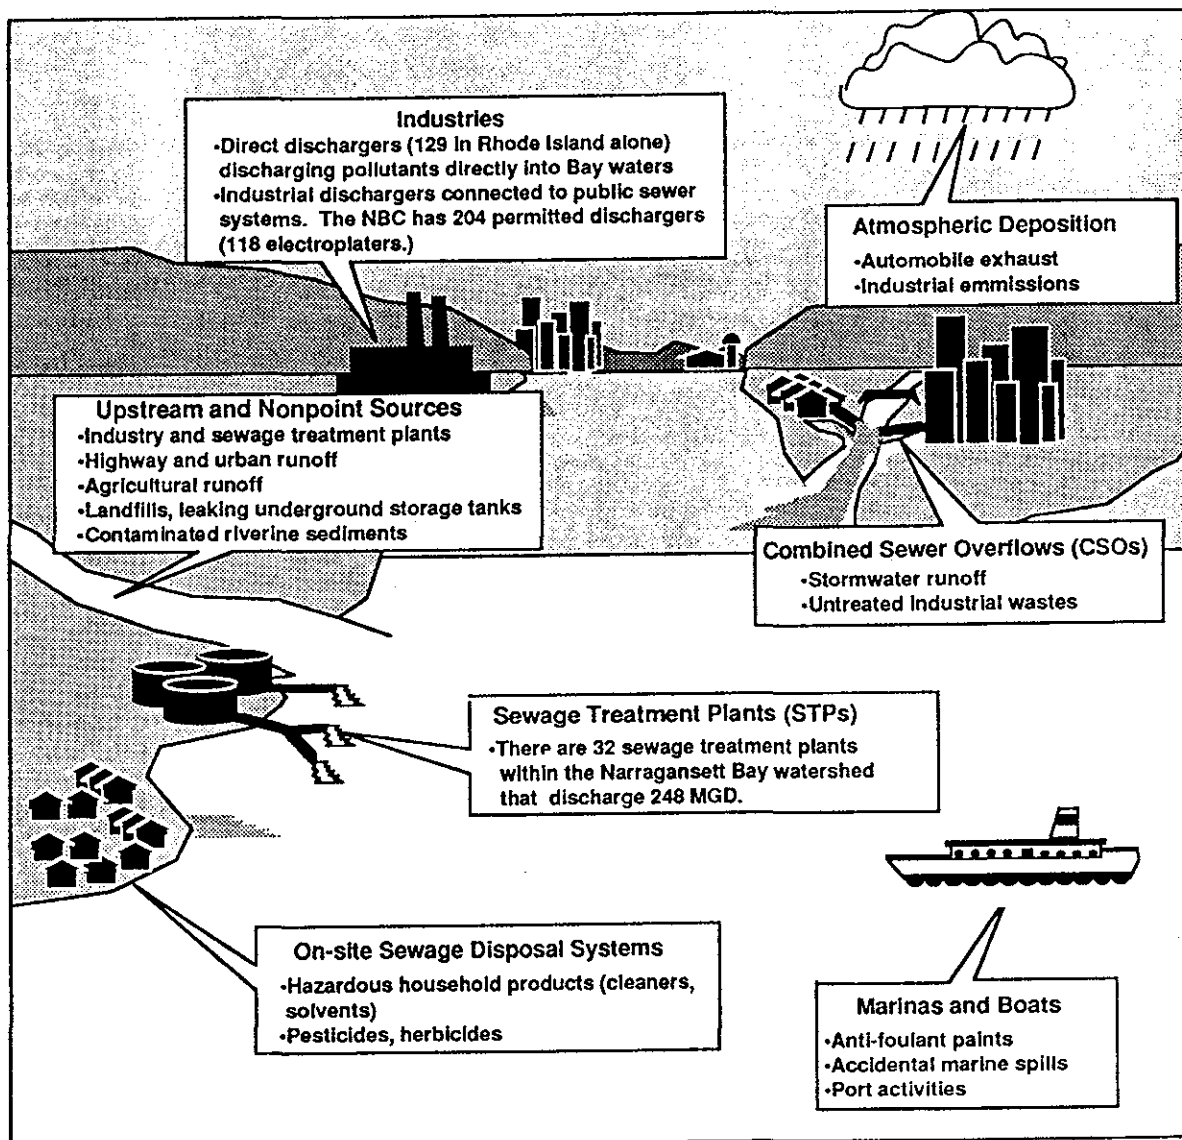 Industries
•Direct dischargers (129 in Rhode Island alone)
discharging pollutants directly into Bay waters
•Industrial dischargers connected to public sewer
systems. The NBC has 204 permitted dischargers
(118 electroplaters.)
Atmospheric Deposition
•Automobile exhaust
•Industrial emmissions
Upstream and Nonpoint Sources
•Industry and sewage treatment plants
•Highway and urban runoff
•Agricultural runoff
•Landfills, leaking underground storage tanks
•Contaminated riverine sediments
Combined Sewer Overflows (CSOs)
•Stormwater runoff
•Untreated industrial wastes
Sewage Treatment Plants (STPs)
•There are 32 sewage treatment plants
within the Narragansett Bay watershed
that discharge 248 MGD.
On-site Sewage Disposal Systems
•Hazardous household products (cleaners,
solvents)
•Pesticides, herbicides
Marinas and Boats
•Anti-foulant paints
•Accidental marine spills
•Port activities